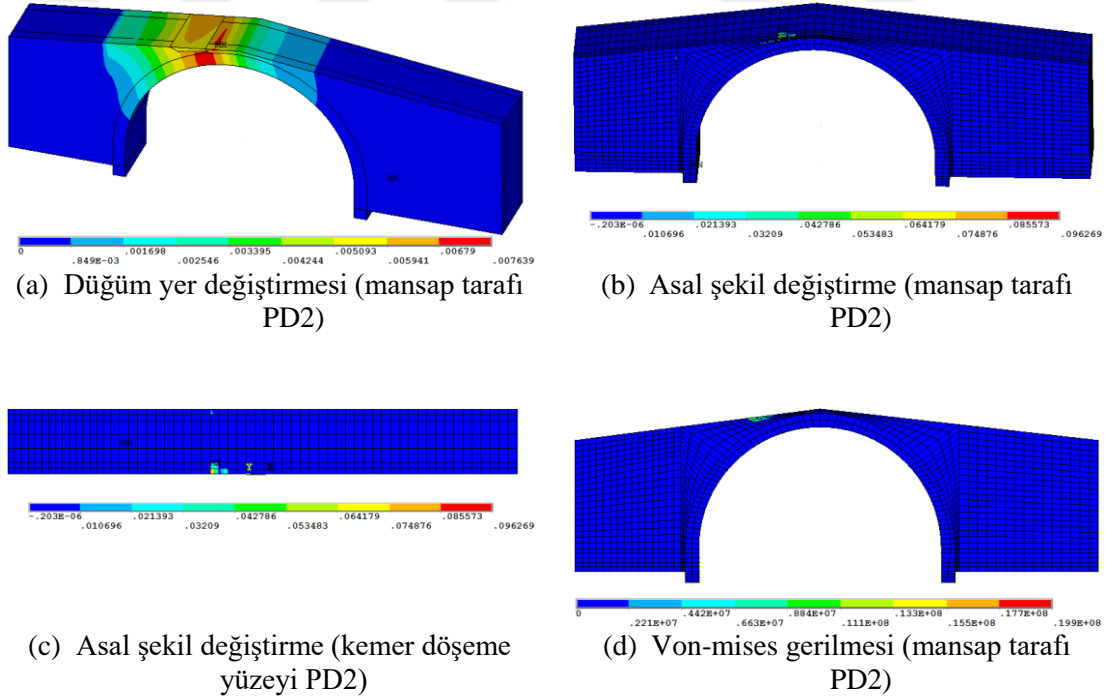 MX
MN
0 .001698 .003395 .005093 .00679
.849E-03 .002546 .004244 .005941 .007639
(a) Düğüm yer değiştirmesi (mansap tarafı
PD2)
-.203E-06 .021393 .042786 .064179 .085573
.010696 .03209 .053483 .074876 .096269
(b) Asal şekil değiştirme (mansap tarafı
PD2)
Y X
-.203E-06 .021393 .042786 .064179 .085573
.010696 .03209 .053483 .074876 .096269
(c) Asal şekil değiştirme (kemer döşeme
yüzeyi PD2)
0 .442E+07 .884E+07 .133E+08 .177E+08
.221E+07 .663E+07 .111E+08 .155E+08 .199E+08
(d) Von-mises gerilmesi (mansap tarafı
PD2)